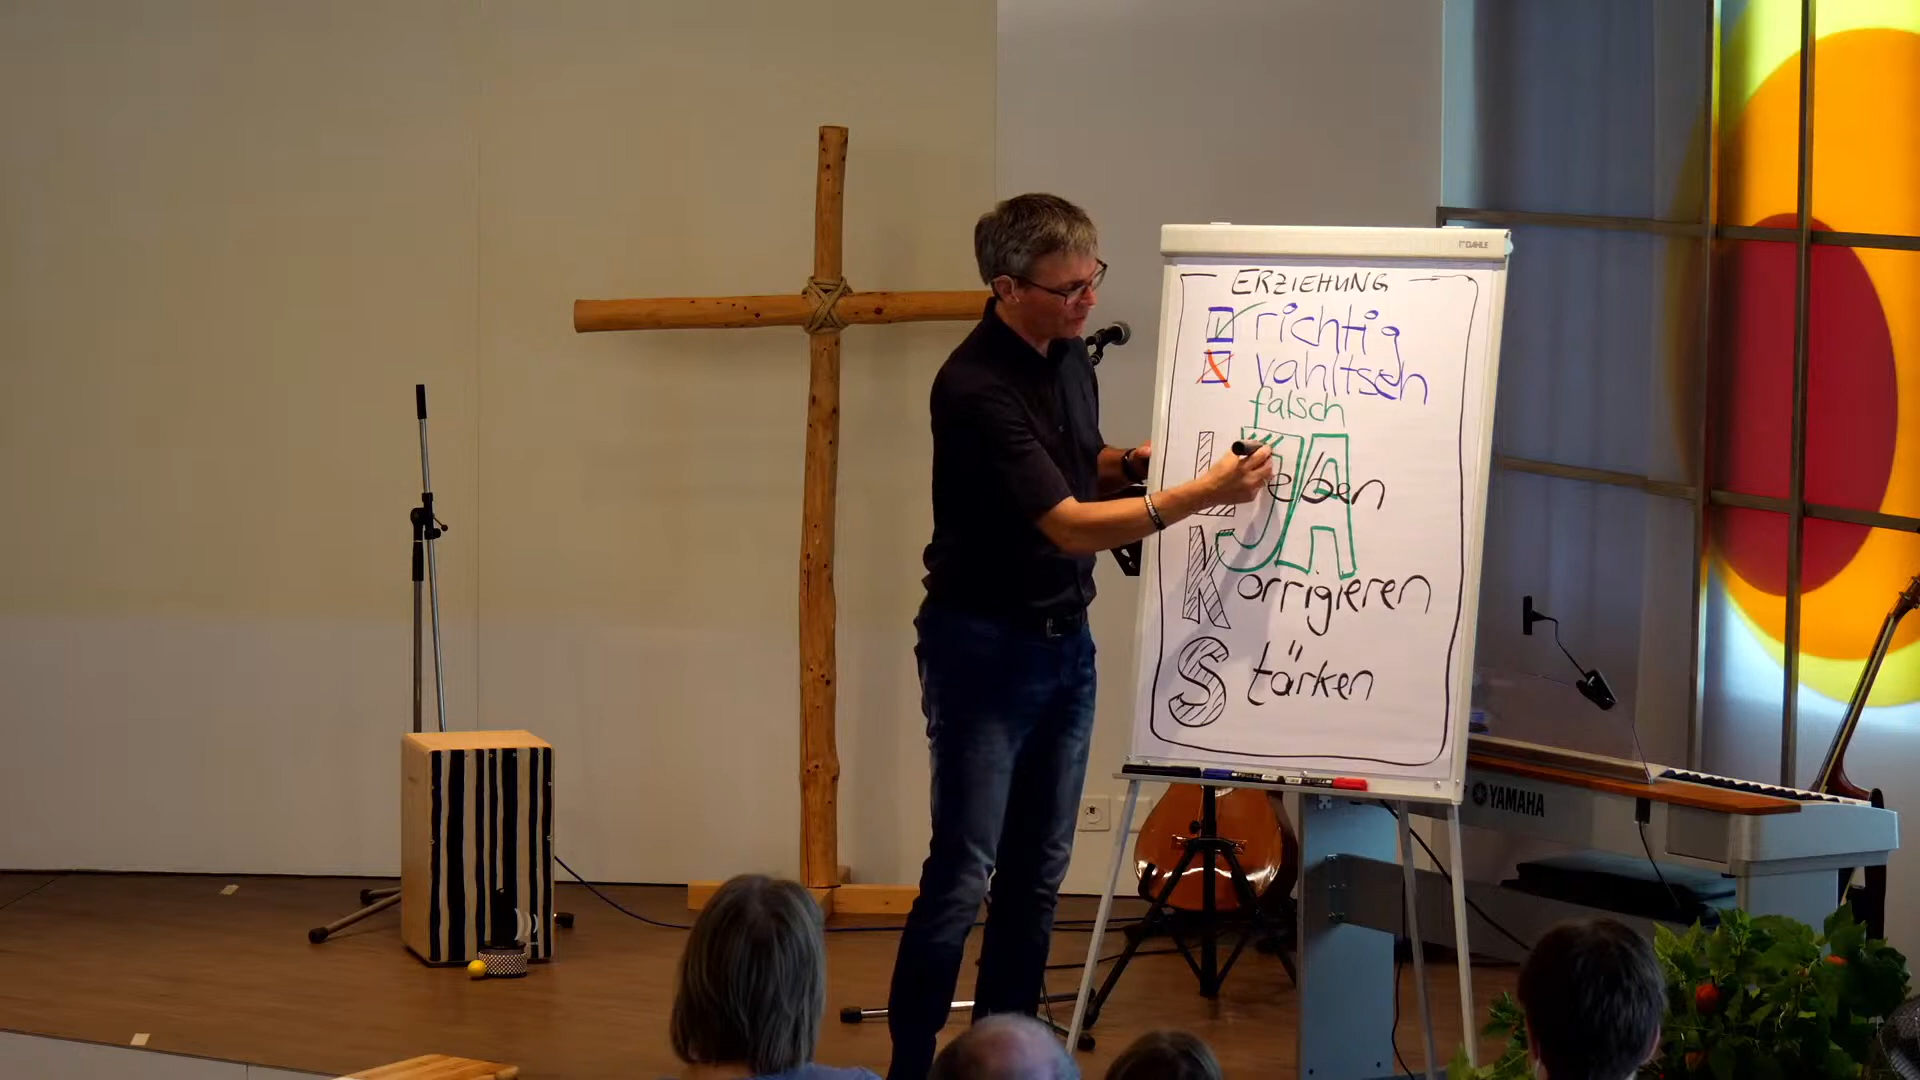 DAHLE
ERZIEHUNG
richtig
vahltsch
falsch
JA
L eben
Korrigieren
Stärken
YAMAHA